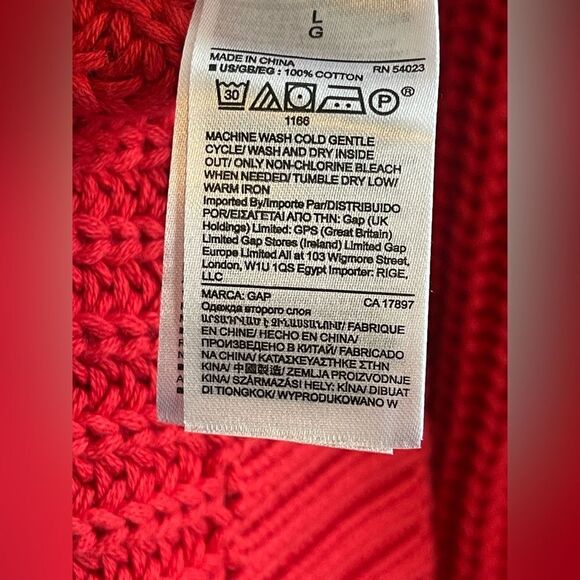 L
G
MADE IN CHINA
RN 54023
■ US/GB/EG : 100% COTTON
30
P
1166
MACHINE WASH COLD GENTLE
CYCLE/ WASH AND DRY INSIDE
OUT/ ONLY NON-CHLORINE BLEACH
WHEN NEEDED/ TUMBLE DRY LOW/
WARM IRON
Imported By/Importe Par/DISTRIBUIDO
POR/ΕΙΣΑΓΕΤΑΙ ΑΠΟ ΤΗΝ: Gap (UK
Holdings) Limited: GPS (Great Britain)
Limited Gap Stores (Ireland) Limited Gap
Europe Limited All at 103 Wigmore Street,
London, W1U 1QS Egypt Importer: RIGE,
LLC
MARCA: GAP
CA 17897
Одежда второго слоя
ԱՐՏԱԴՐՎԱԾ Է ՉԻՆԱՍՏԱՆՈՒՄ/ FABRIQUE
EN CHINE/ HECHO EN CHINA/
ПРОИЗВЕДЕНО В КИТАЙ/ FABRICADO
NA CHINA/ ΚΑΤΑΣΚΕΥΑΣΤΗΚΕ ΣΤΗΝ
ΚΙΝΑ/ 中國製造/ ZEMLJA PROIZVODNJE
KINA/ SZÁRMAZÁSI HELY: KÍNA/ DIBUAT
DI TIONGKOK/ WYPRODUKOWANO W